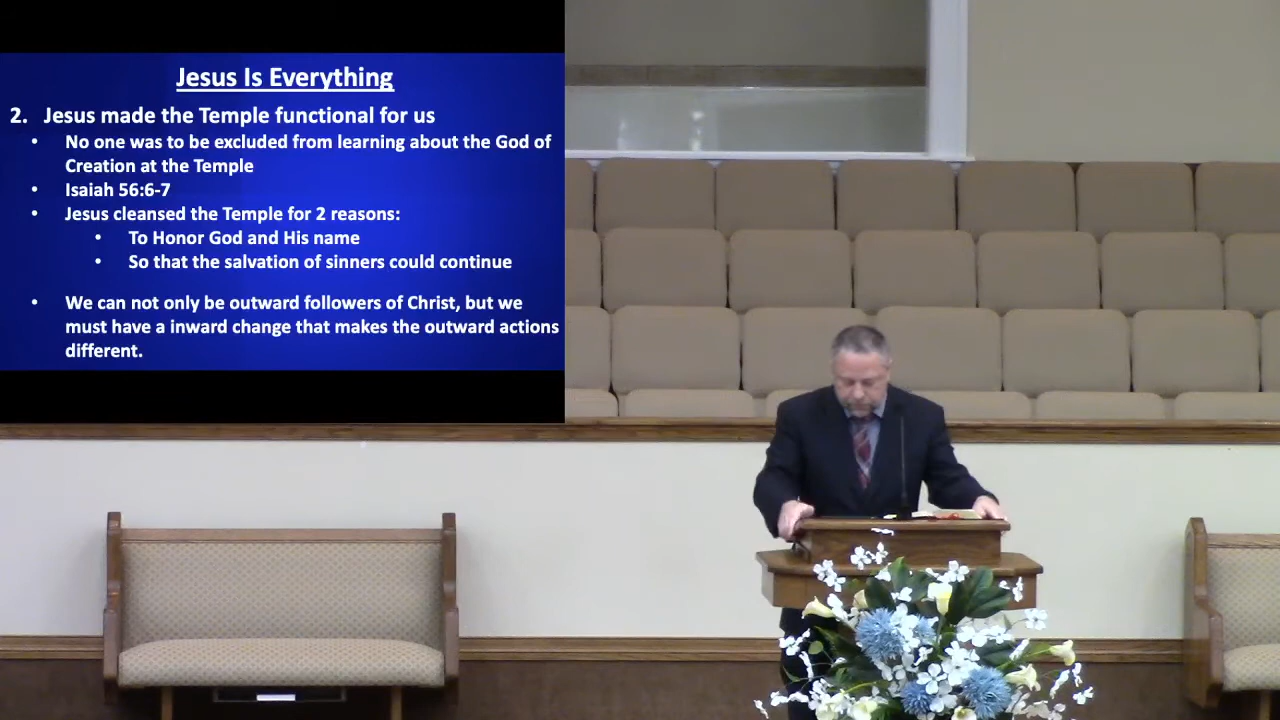 Jesus Is Everything
2. Jesus made the Temple functional for us
• No one was to be excluded from learning about the God of
Creation at the Temple
• Isaiah 56:6-7
• Jesus cleansed the Temple for 2 reasons:
• To Honor God and His name
• So that the salvation of sinners could continue
• We can not only be outward followers of Christ, but we
must have a inward change that makes the outward actions
different.